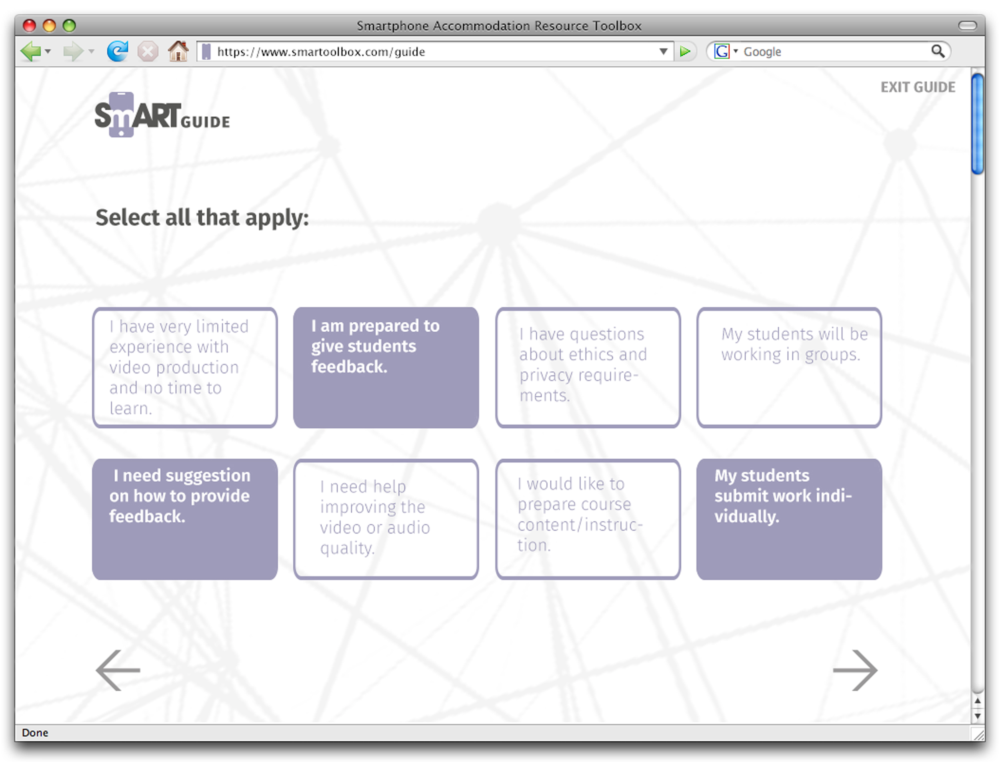 Smartphone Accommodation Resource Toolbox
https://www.smartoolbox.com/guide
G Google
EXIT GUIDE
SmART GUIDE
Select all that apply:
I have very limited
experience with
video production
and no time to
learn.
I am prepared to
give students
feedback.
I have questions
about ethics and
privacy require-
ments.
My students will be
working in groups.
I need suggestion
on how to provide
feedback.
I need help
improving the
video or audio
quality.
I would like to
prepare course
content/instruc-
tion.
My students
submit work indi-
vidually.
Done